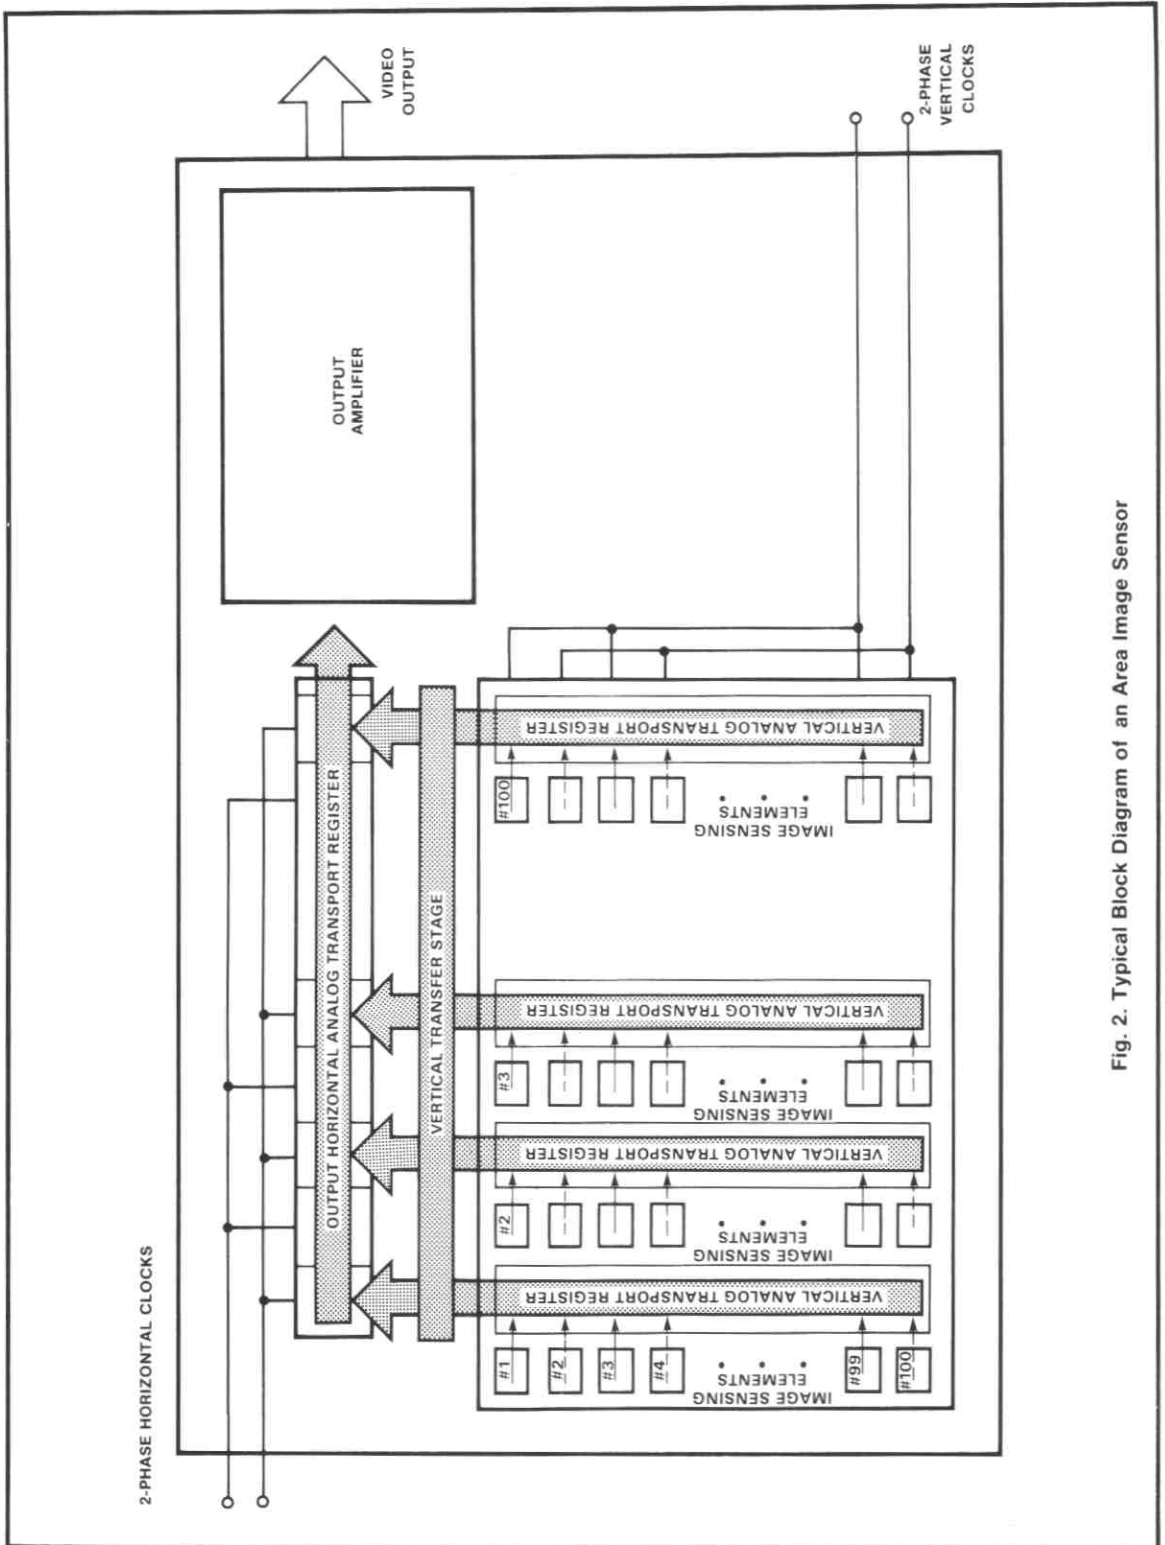 2-PHASE HORIZONTAL CLOCKS
OUTPUT HORIZONTAL ANALOG TRANSPORT REGISTER
VERTICAL TRANSFER STAGE
OUTPUT
AMPLIFIER
VIDEO
OUTPUT
#1
#2
#3
#4
IMAGE SENSING
ELEMENTS
#99
#100
VERTICAL ANALOG TRANSPORT REGISTER
#2
IMAGE SENSING
ELEMENTS
VERTICAL ANALOG TRANSPORT REGISTER
#3
IMAGE SENSING
ELEMENTS
VERTICAL ANALOG TRANSPORT REGISTER
#100
IMAGE SENSING
ELEMENTS
VERTICAL ANALOG TRANSPORT REGISTER
2-PHASE
VERTICAL
CLOCKS
Fig. 2. Typical Block Diagram of an Area Image Sensor